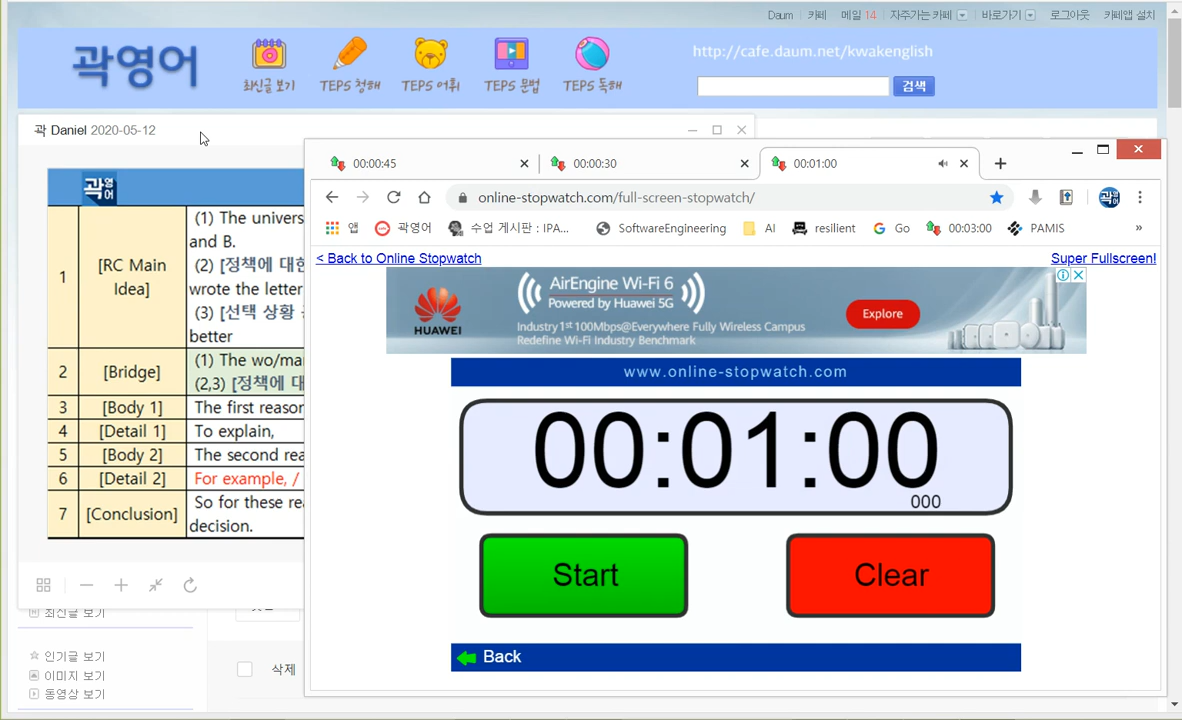 Daum 카페 메일 14 자주가는 카페 바로가기 로그아웃 카페앱 설치
곽영어
최신글 보기 TEPS 청해 TEPS 어휘 TEPS 문법 TEPS 독해
http://cafe.daum.net/kwakenglish
검색
곽 Daniel 2020-05-12
곽영어
1 [RC Main Idea]
(1) The univers
and B.
(2) [정책에 대한
wrote the letter
(3) [선택 상황
better
2 [Bridge]
(1) The wo/ma
(2,3) [정책에 대
3 [Body 1] The first reason
4 [Detail 1] To explain,
5 [Body 2] The second rea
6 [Detail 2] For example, /
7 [Conclusion] So for these re
decision.
최신글 보기
인기글 보기
이미지 보기
동영상 보기
삭제
00:00:45 00:00:30 00:01:00
online-stopwatch.com/full-screen-stopwatch/
앱 곽영어 수업 게시판 : IPA... SoftwareEngineering AI resilient Go 00:03:00 PAMIS »
< Back to Online Stopwatch Super Fullscreen!
HUAWEI
AirEngine Wi-Fi 6
Powered by Huawei 5G
Industry 1st 100Mbps@Everywhere Fully Wireless Campus
Redefine Wi-Fi Industry Benchmark
Explore
www.online-stopwatch.com
00:01:00
000
Start Clear
Back